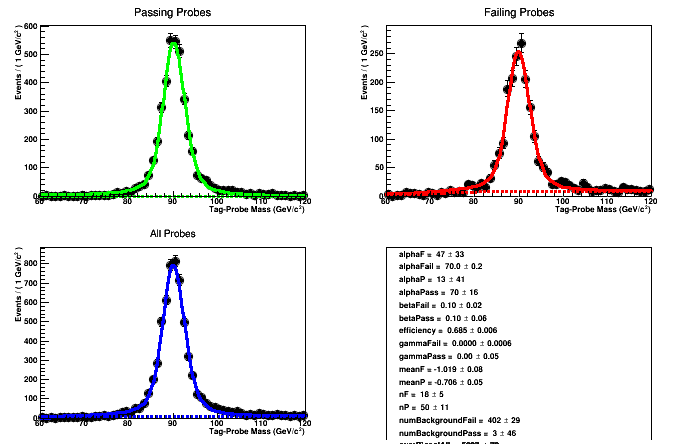 Passing Probes
Events / ( 1 GeV/c² )
600
500
400
300
200
100
0
60 70 80 90 100 110 120
Tag-Probe Mass (GeV/c²)
Failing Probes
Events / ( 1 GeV/c² )
250
200
150
100
50
0
60 70 80 90 100 110 120
Tag-Probe Mass (GeV/c²)
All Probes
Events / ( 1 GeV/c² )
800
700
600
500
400
300
200
100
0
60 70 80 90 100 110 120
Tag-Probe Mass (GeV/c²)
alphaF = 47 ± 33
alphaFail = 70.0 ± 0.2
alphaP = 13 ± 41
alphaPass = 70 ± 16
betaFail = 0.10 ± 0.02
betaPass = 0.10 ± 0.06
efficiency = 0.685 ± 0.006
gammaFail = 0.0000 ± 0.0006
gammaPass = 0.00 ± 0.05
meanF = -1.019 ± 0.08
meanP = -0.706 ± 0.05
nF = 18 ± 5
nP = 50 ± 11
numBackgroundFail = 402 ± 29
numBackgroundPass = 3 ± 46